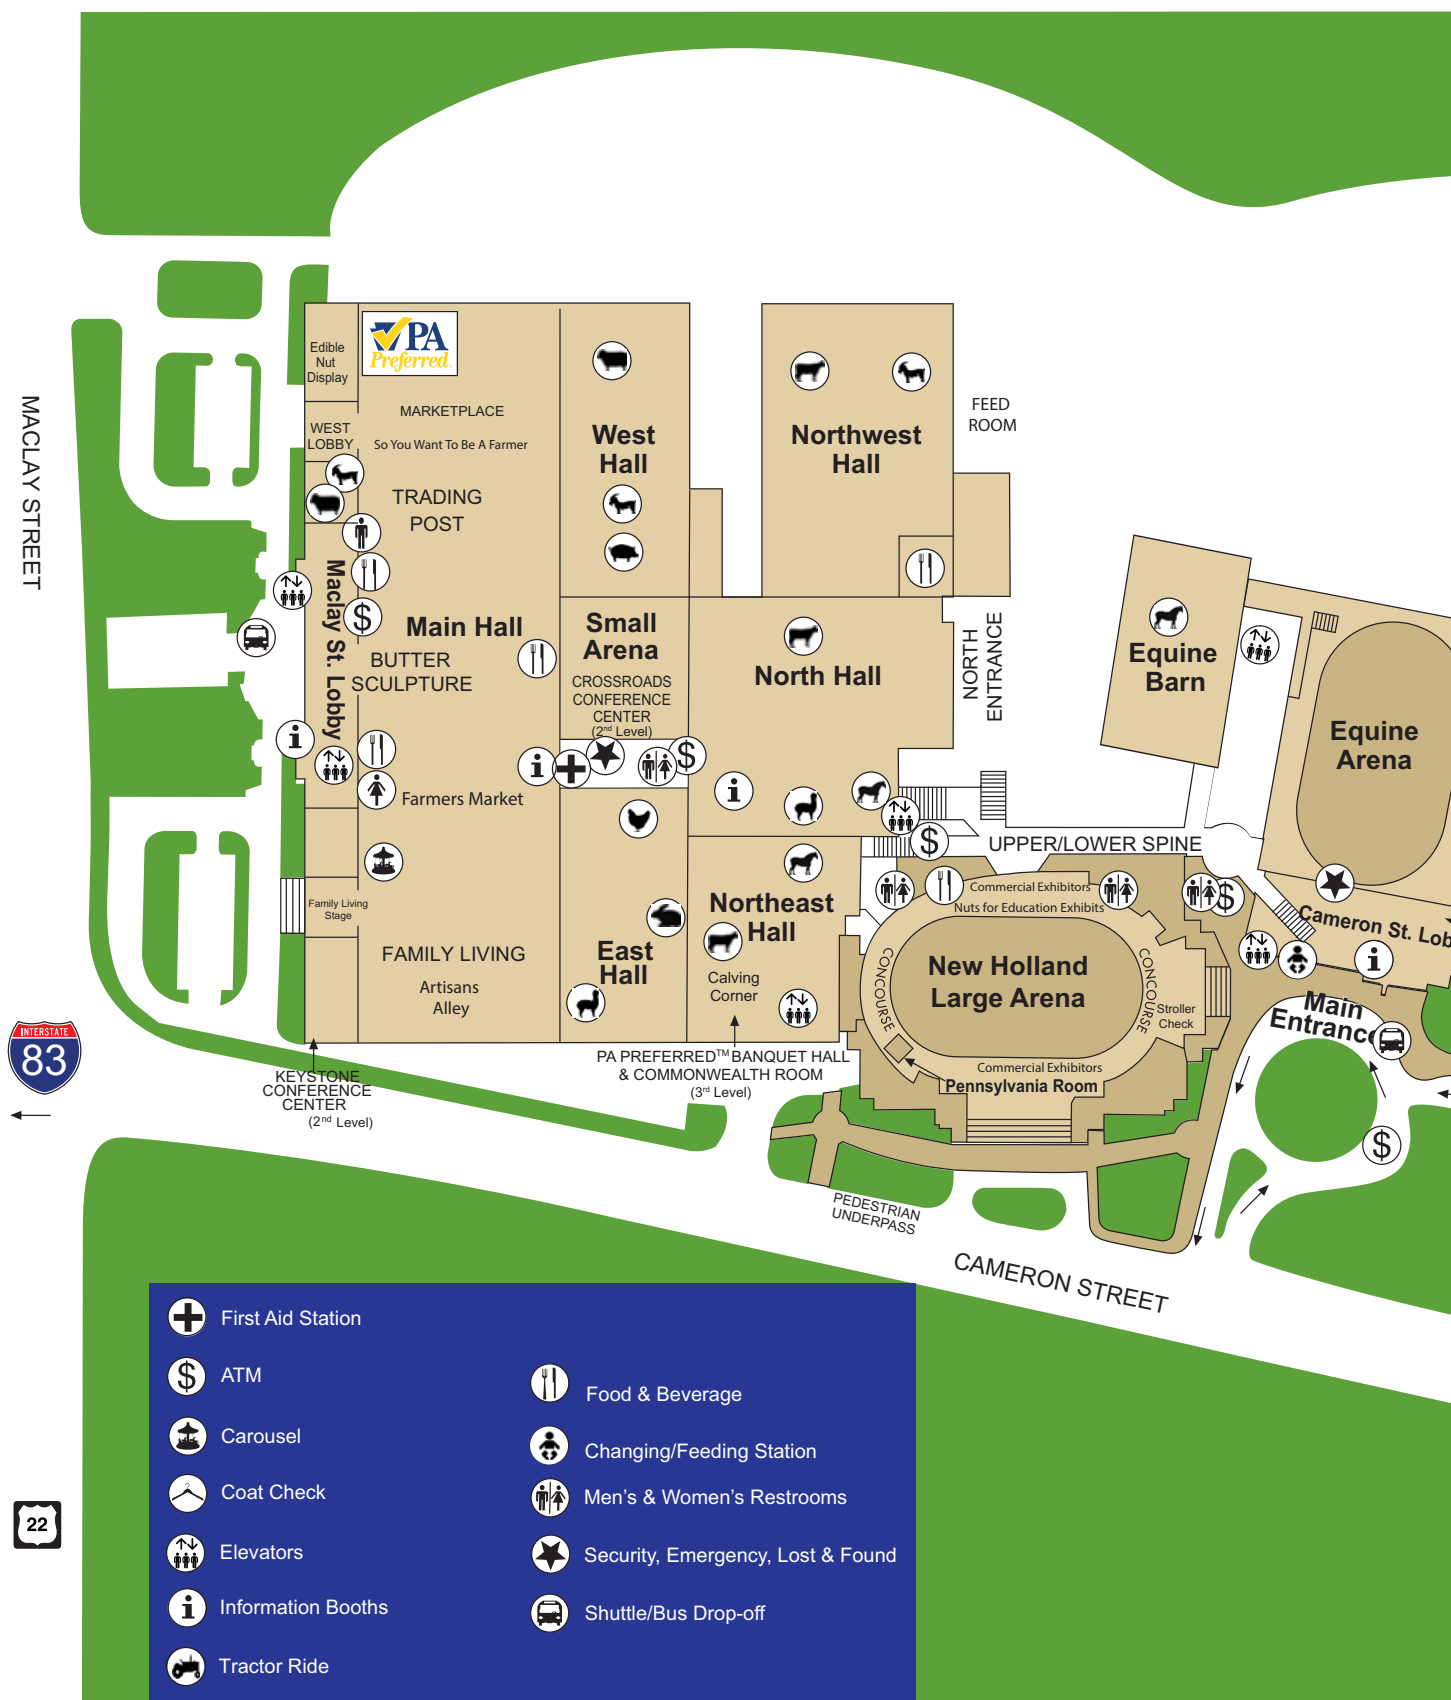 PA
Preferred
Edible
Nut
Display
MARKETPLACE
WEST
LOBBY
So You Want To Be A Farmer
TRADING
POST
West
Hall
Northwest
Hall
FEED
ROOM
MACLAY STREET
Maclay St. Lobby
$
Main Hall
BUTTER
SCULPTURE
Small
Arena
CROSSROADS
CONFERENCE
CENTER
(2nd Level)
North Hall
NORTH
ENTRANCE
Equine
Barn
Equine
Arena
i
i
$
i
Farmers Market
$
UPPER/LOWER SPINE
Family Living
Stage
FAMILY LIVING
Artisans
Alley
East
Hall
Northeast
Hall
Calving
Corner
Commercial Exhibitors
Nuts for Education Exhibits
$
CONCOURSE
New Holland
Large Arena
CONCOURSE
Stroller
Check
Commercial Exhibitors
Pennsylvania Room
Cameron St. Lob
i
Main
Entrance
$
INTERSTATE
83
KEYSTONE
CONFERENCE
CENTER
(2nd Level)
PA PREFERRED™ BANQUET HALL
& COMMONWEALTH ROOM
(3rd Level)
PEDESTRIAN
UNDERPASS
CAMERON STREET
First Aid Station
$ ATM
Carousel
Coat Check
Elevators
i Information Booths
Tractor Ride
Food & Beverage
Changing/Feeding Station
Men's & Women's Restrooms
Security, Emergency, Lost & Found
Shuttle/Bus Drop-off
22